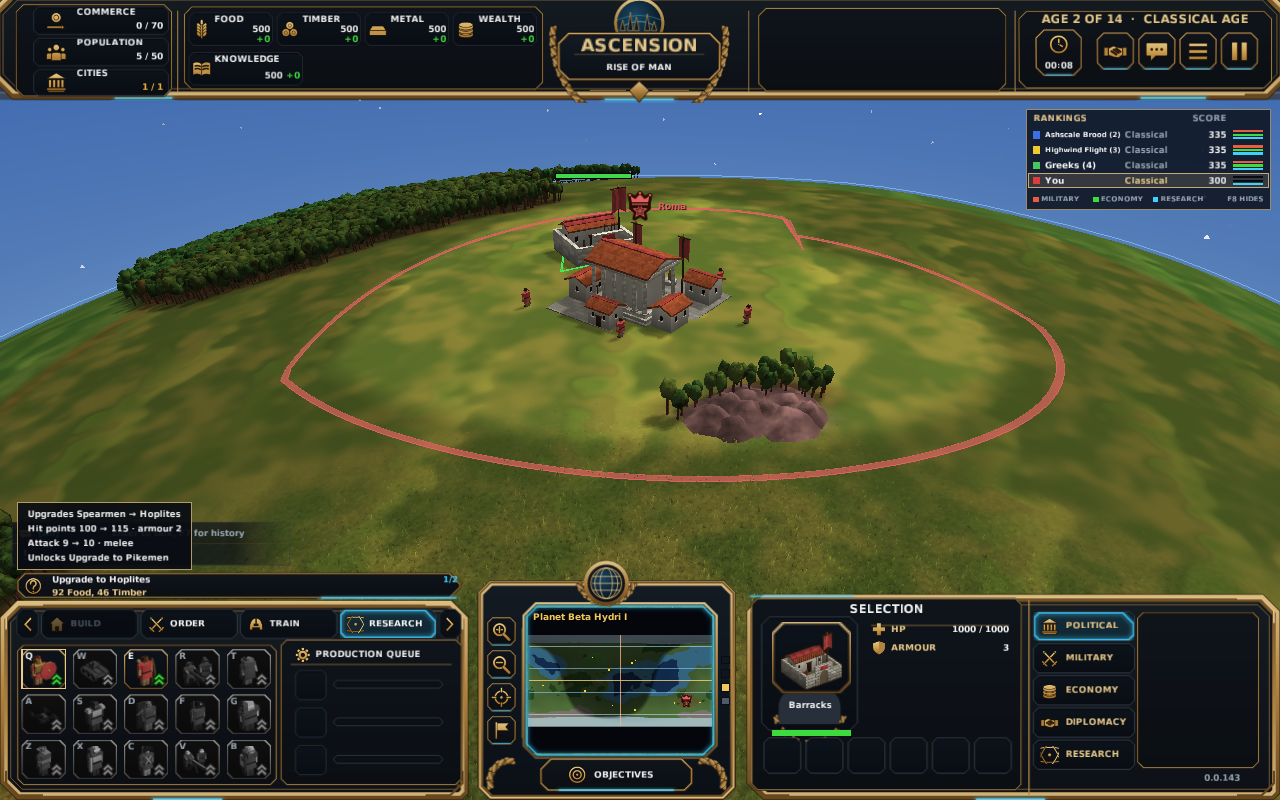 COMMERCE
0 / 70
POPULATION
5 / 50
CITIES
1 / 1
FOOD
500
+0
TIMBER
500
+0
METAL
500
+0
WEALTH
500
+0
KNOWLEDGE
500 +0
ASCENSION
RISE OF MAN
AGE 2 OF 14 · CLASSICAL AGE
00:08
RANKINGS SCORE
Ashscale Brood (2) Classical 335
Highwind Flight (3) Classical 335
Greeks (4) Classical 335
You Classical 300
MILITARY ECONOMY RESEARCH F8 HIDES
Roma
Upgrades Spearmen → Hoplites
Hit points 100 → 115 · armour 2
Attack 9 → 10 · melee
Unlocks Upgrade to Pikemen
for history
Upgrade to Hoplites 1/2
92 Food, 46 Timber
BUILD ORDER TRAIN RESEARCH
Q W E R T
A S D F G
Z X C V B
PRODUCTION QUEUE
Planet Beta Hydri I
OBJECTIVES
SELECTION
Barracks
HP 1000 / 1000
ARMOUR 3
POLITICAL
MILITARY
ECONOMY
DIPLOMACY
RESEARCH
0.0.143